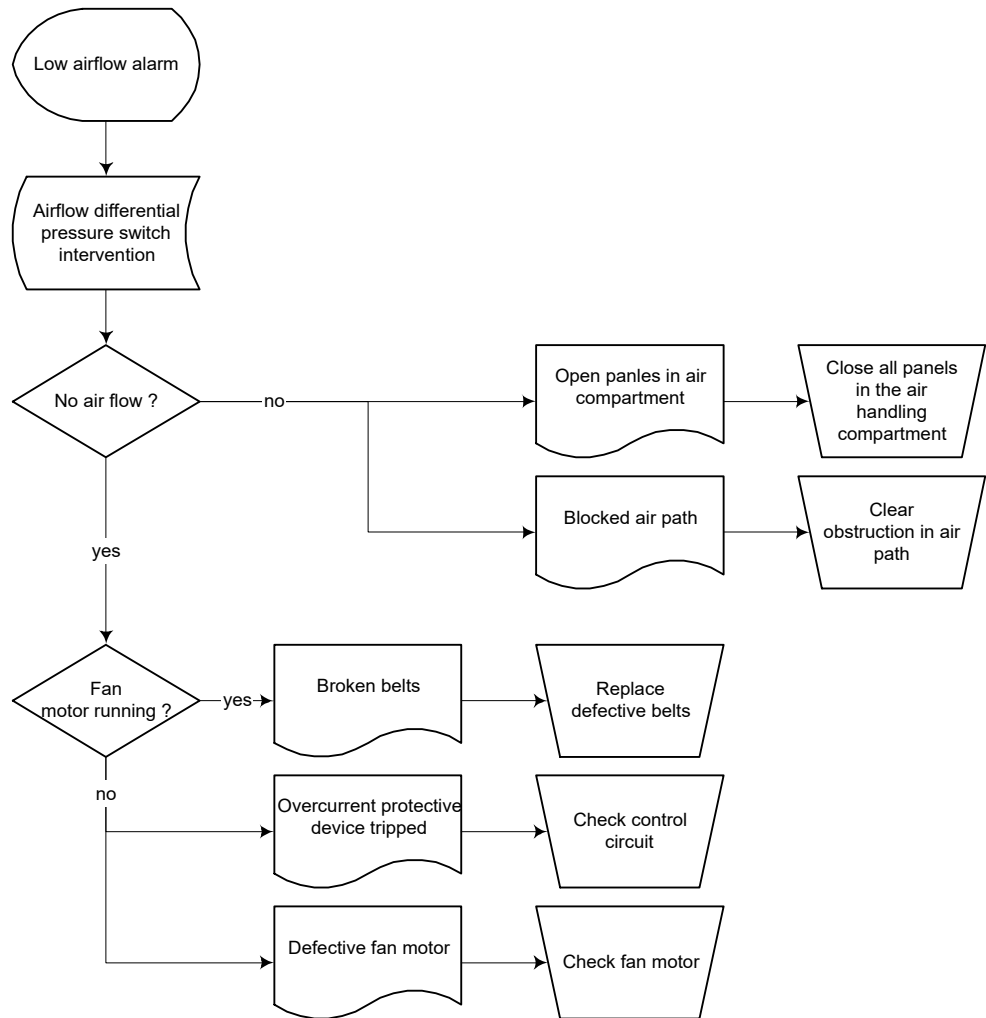 Low airflow alarm
Airflow differential
pressure switch
intervention
No air flow ?
no
Open panles in air
compartment
Close all panels
in the air
handling
compartment
Blocked air path
Clear
obstruction in air
path
yes
Fan
motor running ?
yes
Broken belts
Replace
defective belts
no
Overcurrent protective
device tripped
Check control
circuit
Defective fan motor
Check fan motor